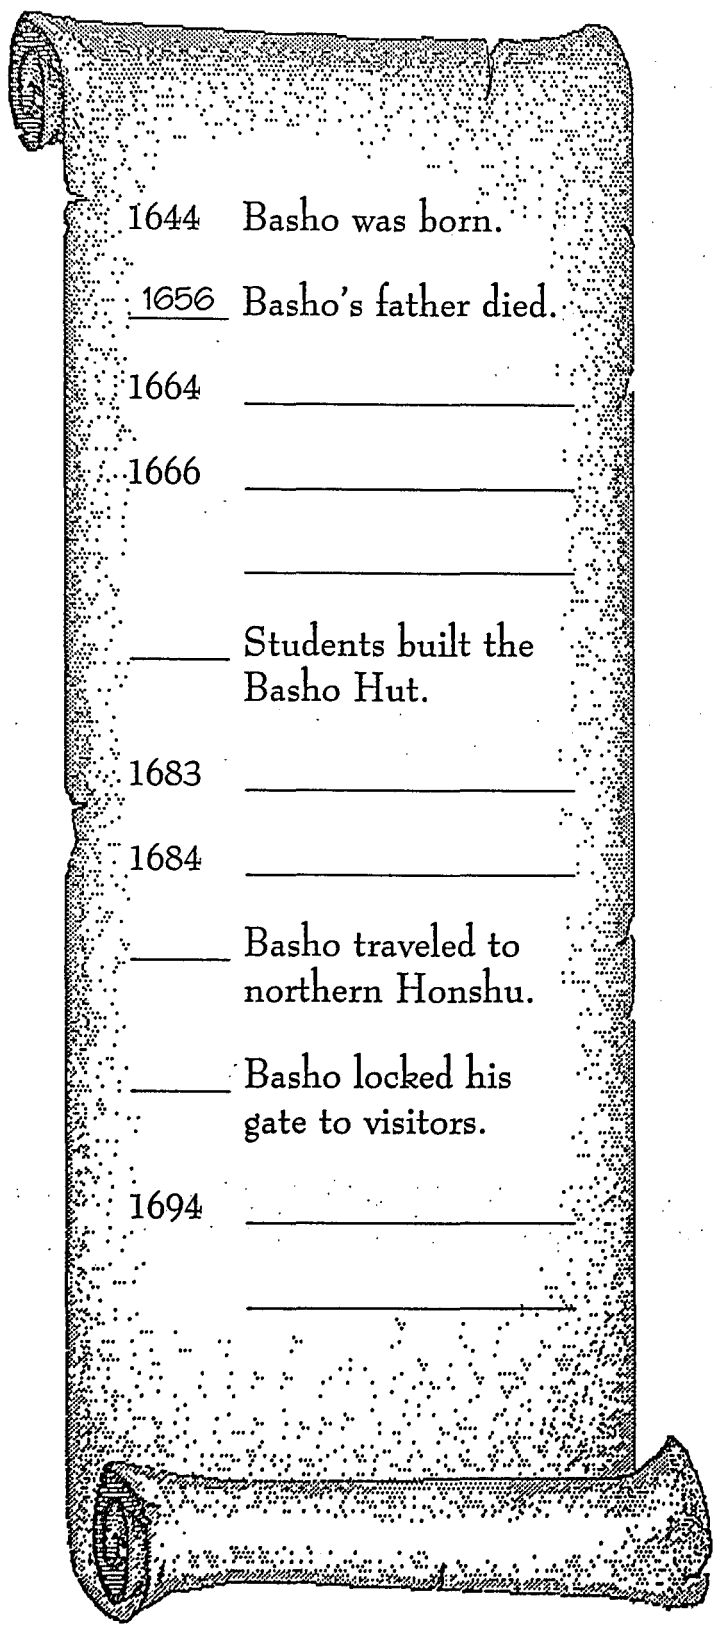 1644 Basho was born.
1656 Basho's father died.
1664
1666
Students built the
Basho Hut.
1683
1684
Basho traveled to
northern Honshu.
Basho locked his
gate to visitors.
1694